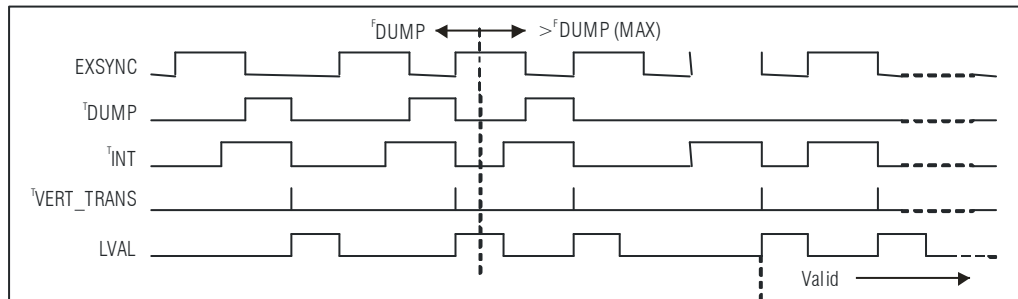 FDUMP >FDUMP (MAX)
EXSYNC
TDUMP
TINT
TVERT_TRANS
LVAL
Valid